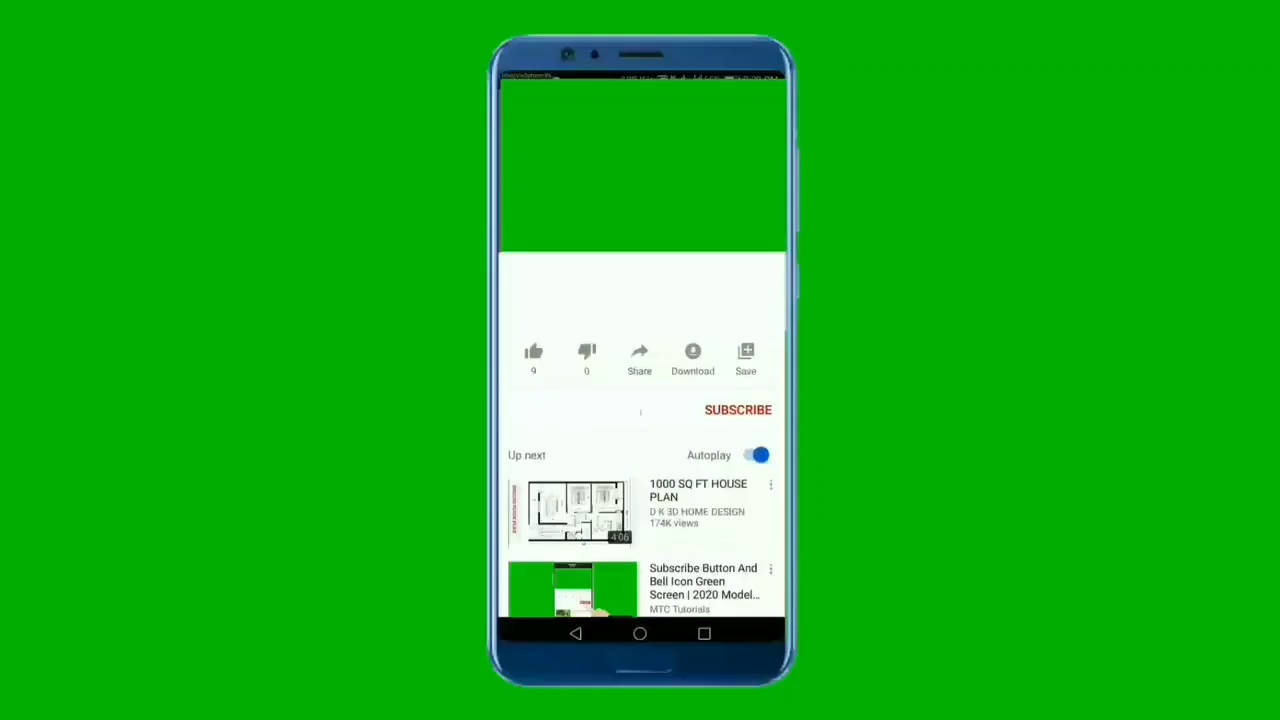 9
0
Share
Download
Save
SUBSCRIBE
Up next
Autoplay
1000 SQ FT HOUSE
PLAN
D K 3D HOME DESIGN
174K views
4:06
Subscribe Button And
Bell Icon Green
Screen | 2020 Model...
MTC Tutorials